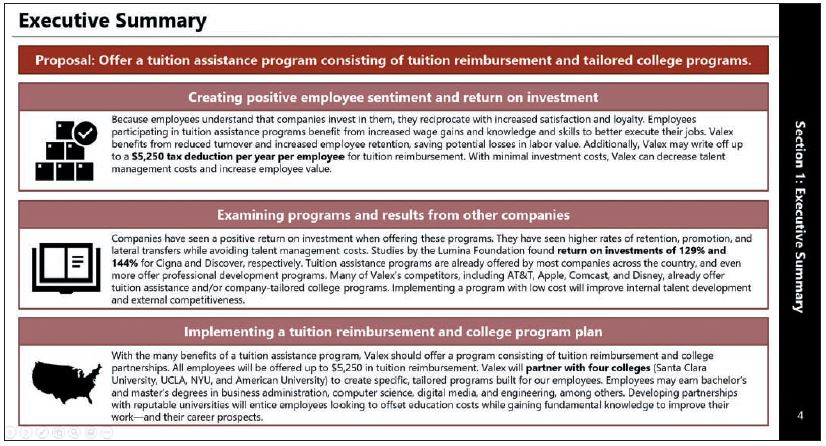 Executive Summary
Proposal: Offer a tuition assistance program consisting of tuition reimbursement and tailored college programs.
Creating positive employee sentiment and return on investment
Because employees understand that companies invest in them, they reciprocate with increased satisfaction and loyalty. Employees
participating in tuition assistance programs benefit from increased wage gains and knowledge and skills to better execute their jobs. Valex
benefits from reduced turnover and increased employee retention, saving potential losses in labor value. Additionally, Valex may write off up
to a $5,250 tax deduction per year per employee for tuition reimbursement. With minimal investment costs, Valex can decrease talent
management costs and increase employee value.
Examining programs and results from other companies
Companies have seen a positive return on investment when offering these programs. They have seen higher rates of retention, promotion, and
lateral transfers while avoiding talent management costs. Studies by the Lumina Foundation found return on investments of 129% and
144% for Cigna and Discover, respectively. Tuition assistance programs are already offered by most companies across the country, and even
more offer professional development programs. Many of Valex's competitors, including AT&T, Apple, Comcast, and Disney, already offer
tuition assistance and/or company-tailored college programs. Implementing a program with low cost will improve internal talent development
and external competitiveness.
Implementing a tuition reimbursement and college program plan
With the many benefits of a tuition assistance program, Valex should offer a program consisting of tuition reimbursement and college
partnerships. All employees will be offered up to $5,250 in tuition reimbursement. Valex will partner with four colleges (Santa Clara
University, UCLA, NYU, and American University) to create specific, tailored programs built for our employees. Employees may earn bachelor's
and master's degrees in business administration, computer science, digital media, and engineering, among others. Developing partnerships
with reputable universities will entice employees looking to offset education costs while gaining fundamental knowledge to improve their
work—and their career prospects.
Section 1: Executive Summary
4